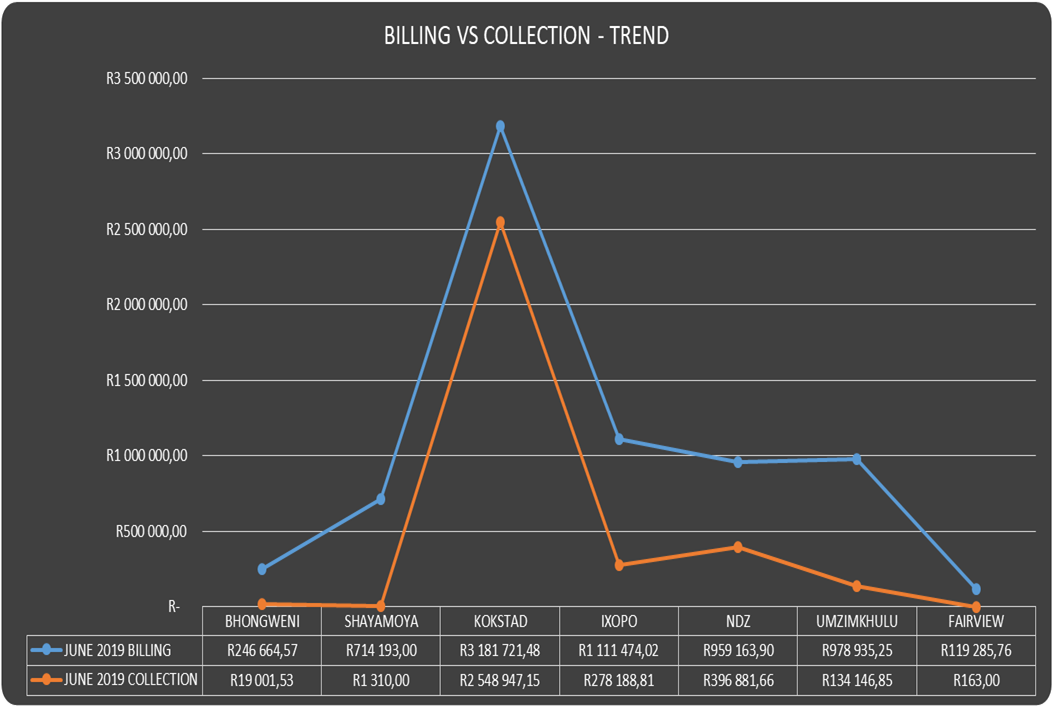 BILLING VS COLLECTION - TREND
R3 500 000,00
R3 000 000,00
R2 500 000,00
R2 000 000,00
R1 500 000,00
R1 000 000,00
R500 000,00
R-
BHONGWENI SHAYAMOYA KOKSTAD IXOPO NDZ UMZIMKHULU FAIRVIEW
JUNE 2019 BILLING R246 664,57 R714 193,00 R3 181 721,48 R1 111 474,02 R959 163,90 R978 935,25 R119 285,76
JUNE 2019 COLLECTION R19 001,53 R1 310,00 R2 548 947,15 R278 188,81 R396 881,66 R134 146,85 R163,00